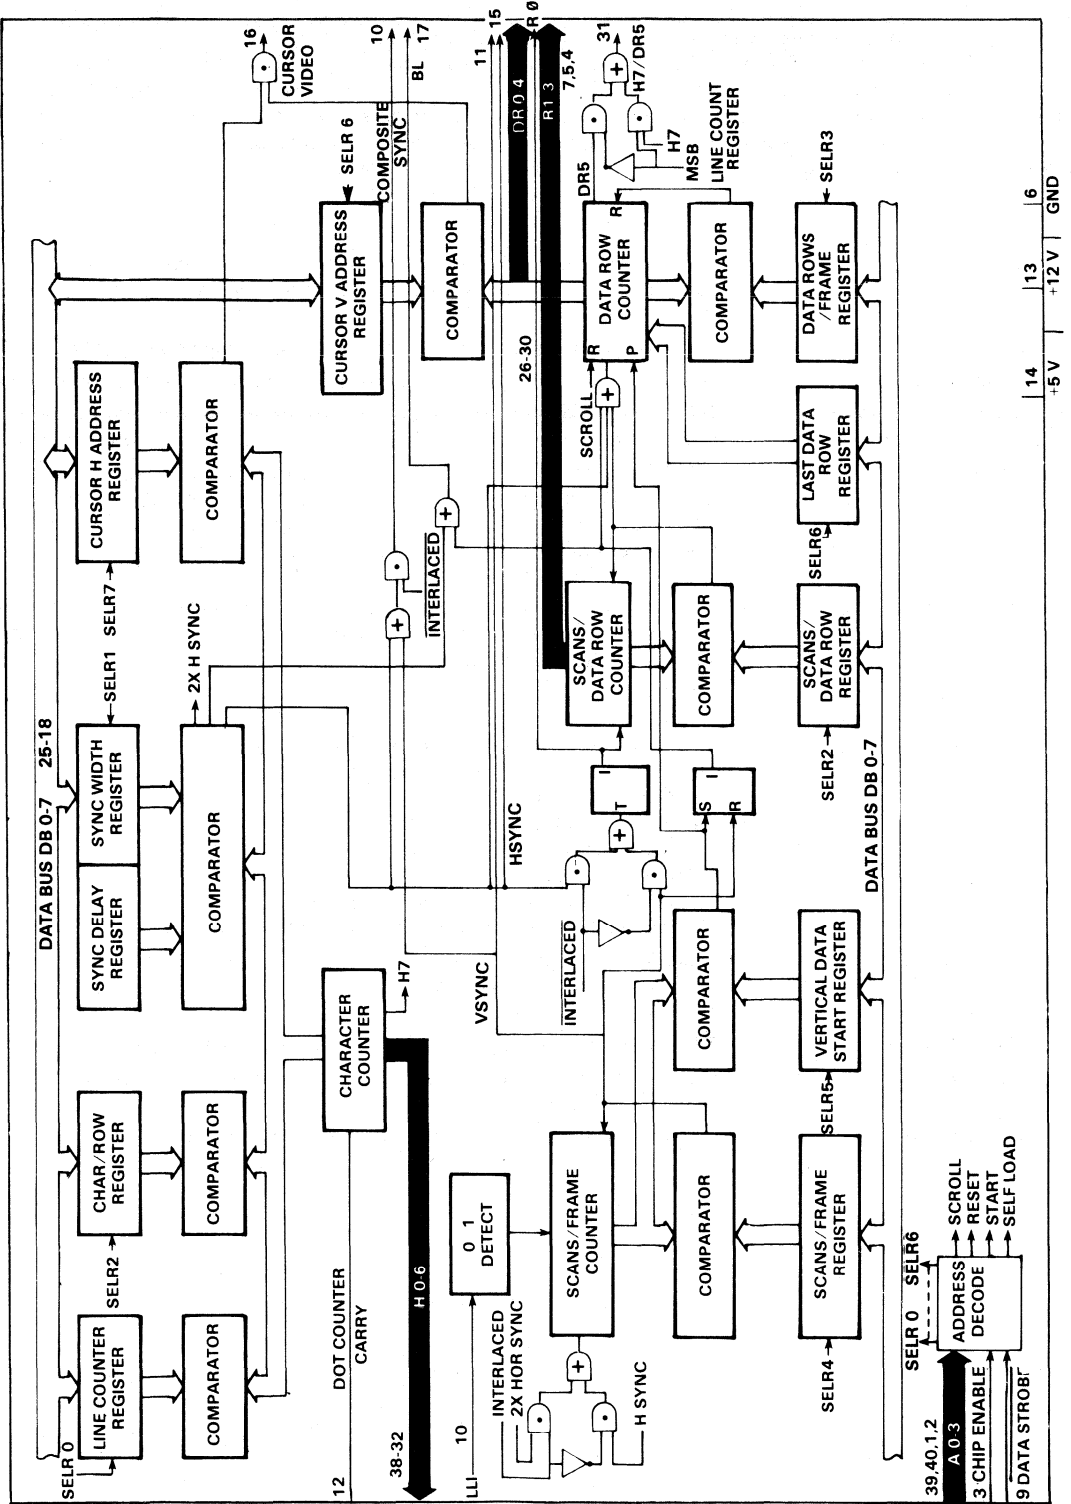 SELR 0
LINE COUNTER
REGISTER
COMPARATOR
SELR2
CHAR/ROW
REGISTER
COMPARATOR
DATA BUS DB 0-7 25-18
SYNC DELAY
REGISTER
SYNC WIDTH
REGISTER
COMPARATOR
SELR1
SELR7
2X H SYNC
CURSOR H ADDRESS
REGISTER
COMPARATOR
16
CURSOR
VIDEO
12
DOT COUNTER
CARRY
CHARACTER
COUNTER
H7
38-32
H 0-6
CURSOR V ADDRESS
REGISTER
SELR 6
COMPOSITE
SYNC
10
BL
17
COMPARATOR
INTERLACED
VSYNC
HSYNC
11
15
DR 0 4
R 0
R1 3
7,5,4
26-30
31
H7/DR5
LLI
10
0 1
DETECT
INTERLACED
2X HOR SYNC
H SYNC
SCANS/FRAME
COUNTER
COMPARATOR
SCANS/FRAME
REGISTER
SELR4
INTERLACED
COMPARATOR
VERTICAL DATA
START REGISTER
SELR5
T
S
R
SCANS/
DATA ROW
COUNTER
COMPARATOR
SCANS/
DATA ROW
REGISTER
SELR2
SCROLL
R
P
DATA ROW
COUNTER
R
DR5
H7
MSB
LINE COUNT
REGISTER
COMPARATOR
LAST DATA
ROW
REGISTER
SELR6
DATA ROWS
/FRAME
REGISTER
SELR3
DATA BUS DB 0-7
39,40,1,2
A 0-3
3 CHIP ENABLE
9 DATA STROBE
ADDRESS
DECODE
SELR 0
SELR6
SCROLL
RESET
START
SELF LOAD
14
+5 V
13
+12 V
6
GND